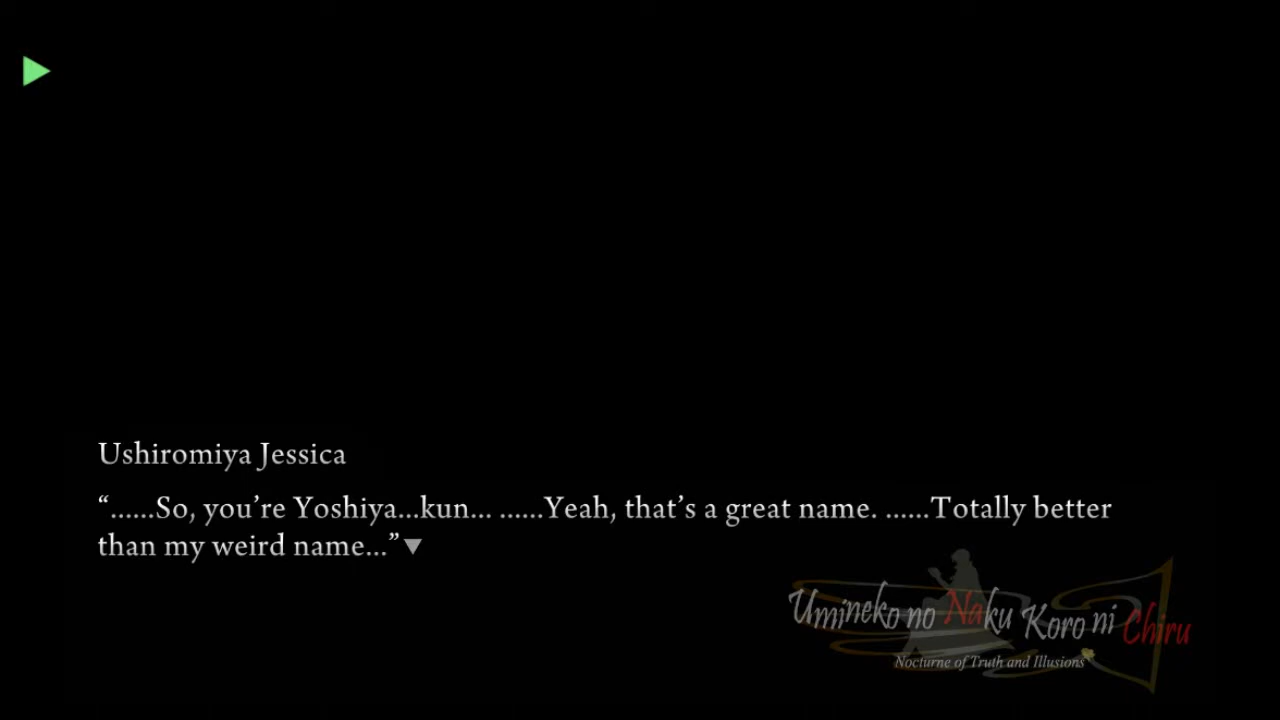 Ushiromiya Jessica
“......So, you’re Yoshiya...kun... ......Yeah, that’s a great name. ......Totally better
than my weird name...”
Umineko no Naku Koro ni Chiru
Nocturne of Truth and Illusions